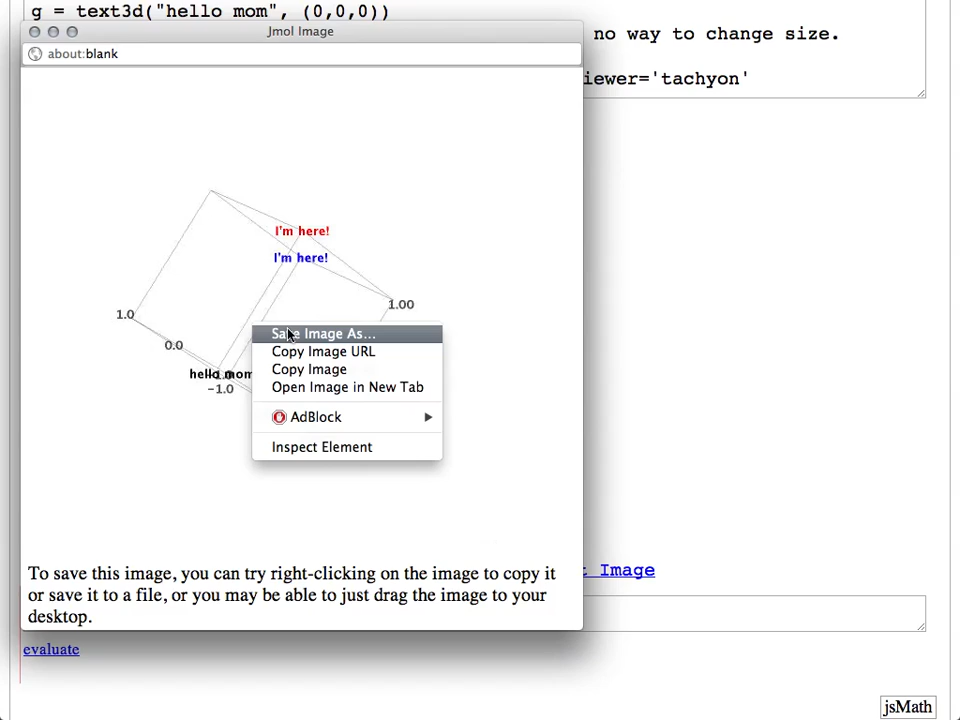 g = text3d("hello mom", (0,0,0))
Jmol Image
no way to change size.
about:blank
iewer='tachyon'
I'm here!
I'm here!
1.00
1.0
0.0
hello mom
-1.0
Save Image As...
Copy Image URL
Copy Image
Open Image in New Tab
AdBlock
Inspect Element
To save this image, you can try right-clicking on the image to copy it
or save it to a file, or you may be able to just drag the image to your
desktop.
t Image
evaluate
jsMath